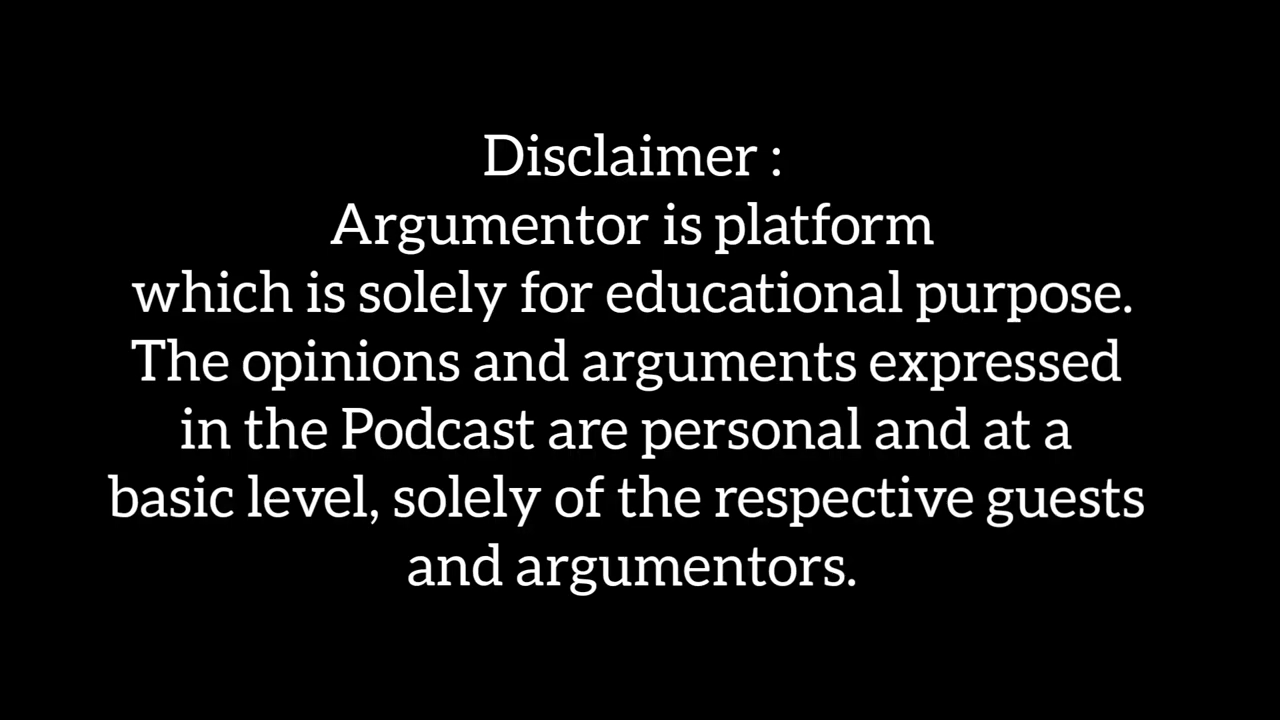 Disclaimer :
Argumentor is platform
which is solely for educational purpose.
The opinions and arguments expressed
in the Podcast are personal and at a
basic level, solely of the respective guests
and argumentors.